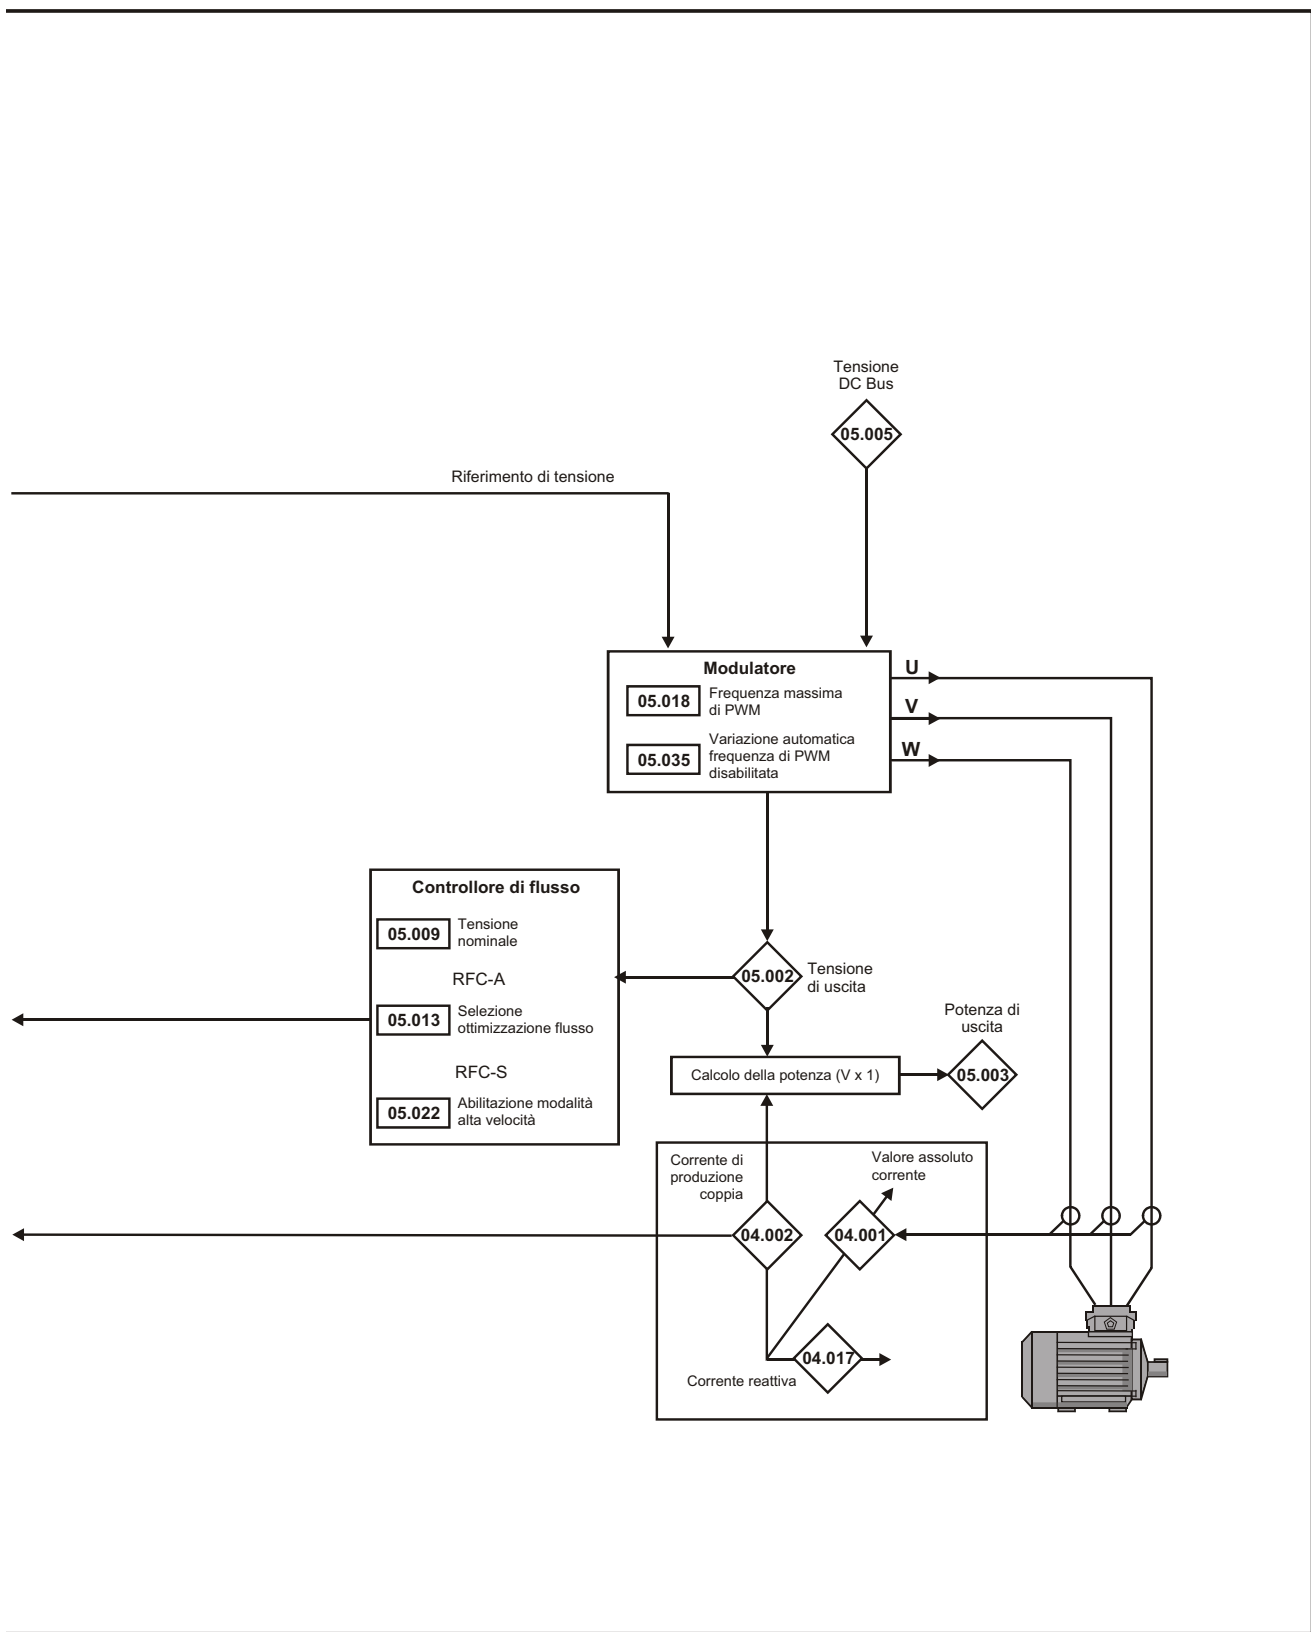 Tensione
DC Bus
05.005
Riferimento di tensione
Modulatore
05.018
Frequenza massima
di PWM
05.035
Variazione automatica
frequenza di PWM
disabilitata
U
V
W
Controllore di flusso
05.009
Tensione
nominale
RFC-A
05.013
Selezione
ottimizzazione flusso
RFC-S
05.022
Abilitazione modalità
alta velocità
05.002
Tensione
di uscita
Potenza di
uscita
05.003
Calcolo della potenza (V x 1)
Corrente di
produzione
coppia
04.002
Valore assoluto
corrente
04.001
04.017
Corrente reattiva